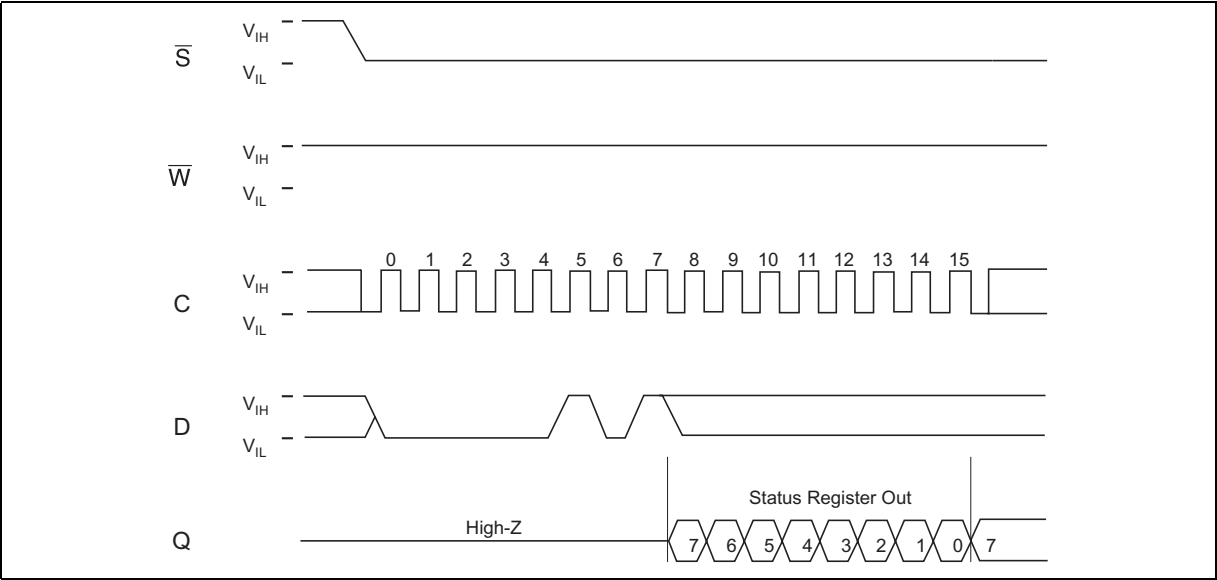 V_IH
S̅
V_IL
V_IH
W̅
V_IL
0 1 2 3 4 5 6 7 8 9 10 11 12 13 14 15
V_IH
C
V_IL
V_IH
D
V_IL
Status Register Out
High-Z
Q
7 6 5 4 3 2 1 0 7